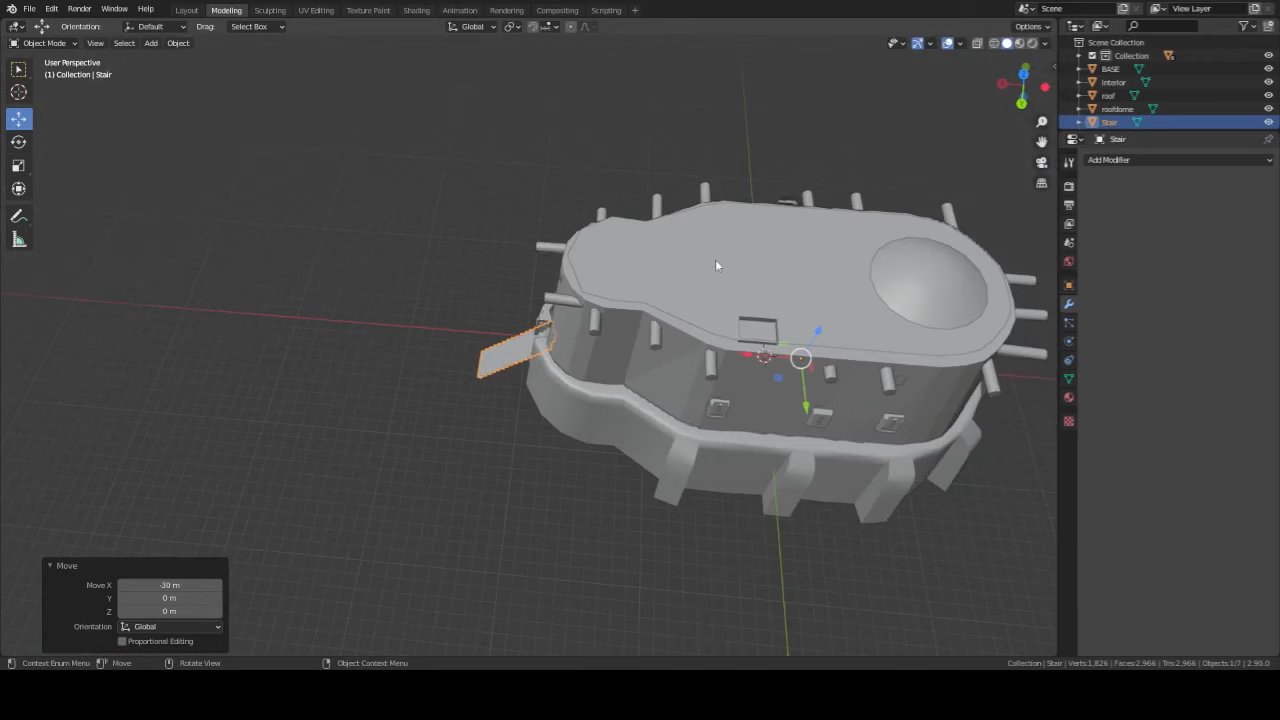 File Edit Render Window Help Layout Modeling Sculpting UV Editing Texture Paint Shading Animation Rendering Compositing Scripting + Scene View Layer
Orientation: Default Drag: Select Box Global Options
Object Mode View Select Add Object
Scene Collection
Collection
BASE
Interior
roof
roofdome
Stair
Stair
Add Modifier
User Perspective
(1) Collection | Stair
Z
Y
Move
Move X -30 m
Y 0 m
Z 0 m
Orientation Global
Proportional Editing
Context Enum Menu Move Rotate View Object Context Menu Collection | Stair | Verts:1,826 | Faces:2,966 | Tris:2,966 | Objects:1/7 | 2.90.0